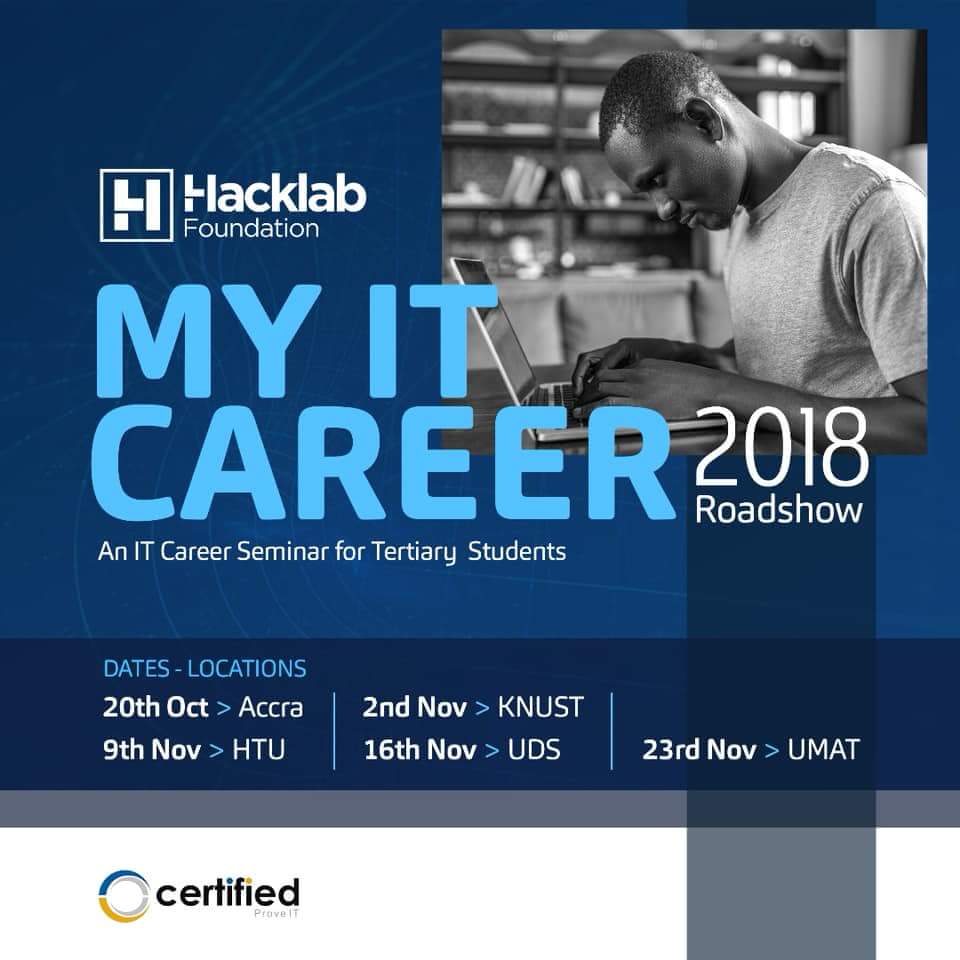 Hacklab
Foundation
MY IT
CAREER
2018
Roadshow
An IT Career Seminar for Tertiary Students
DATES - LOCATIONS
20th Oct > Accra
2nd Nov > KNUST
9th Nov > HTU
16th Nov > UDS
23rd Nov > UMAT
certified
Prove IT